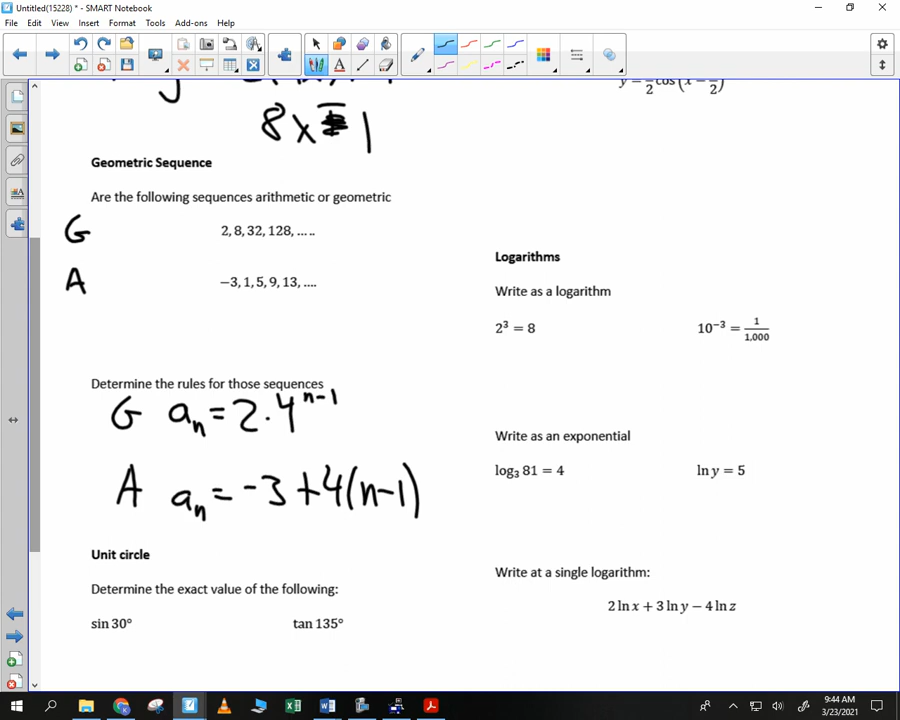 Untitled(15228) * - SMART Notebook
File Edit View Insert Format Tools Add-ons Help
8x - 1
Geometric Sequence
Are the following sequences arithmetic or geometric
G 2, 8, 32, 128, .....
A −3, 1, 5, 9, 13, ....
Determine the rules for those sequences
G aₙ = 2 · 4ⁿ⁻¹
A aₙ = -3 + 4(n-1)
Unit circle
Determine the exact value of the following:
sin 30° tan 135°
y = 1/2 cos(x − π/2)
Logarithms
Write as a logarithm
2³ = 8 10⁻³ = 1/1,000
Write as an exponential
log₃ 81 = 4 ln y = 5
Write at a single logarithm:
2 ln x + 3 ln y − 4 ln z
9:44 AM
3/23/2021